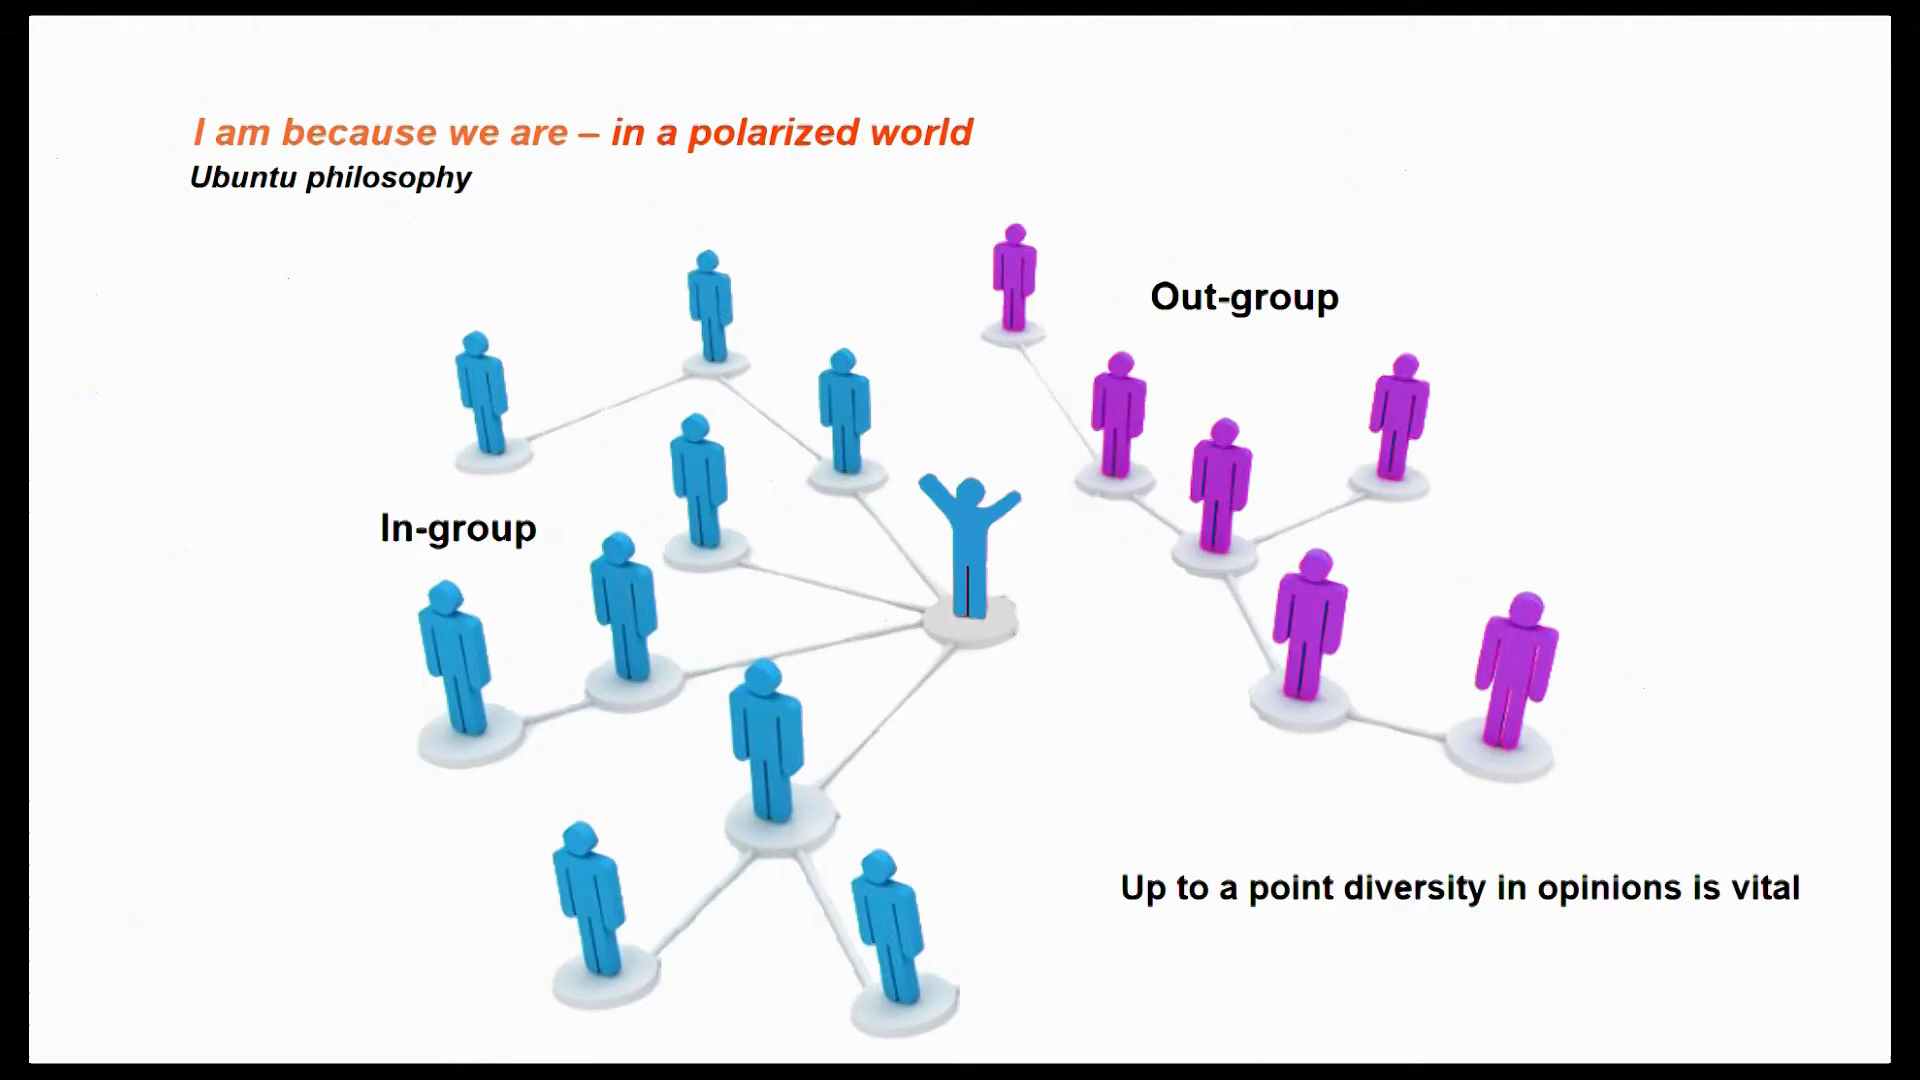 I am because we are – in a polarized world
Ubuntu philosophy
Out-group
In-group
Up to a point diversity in opinions is vital